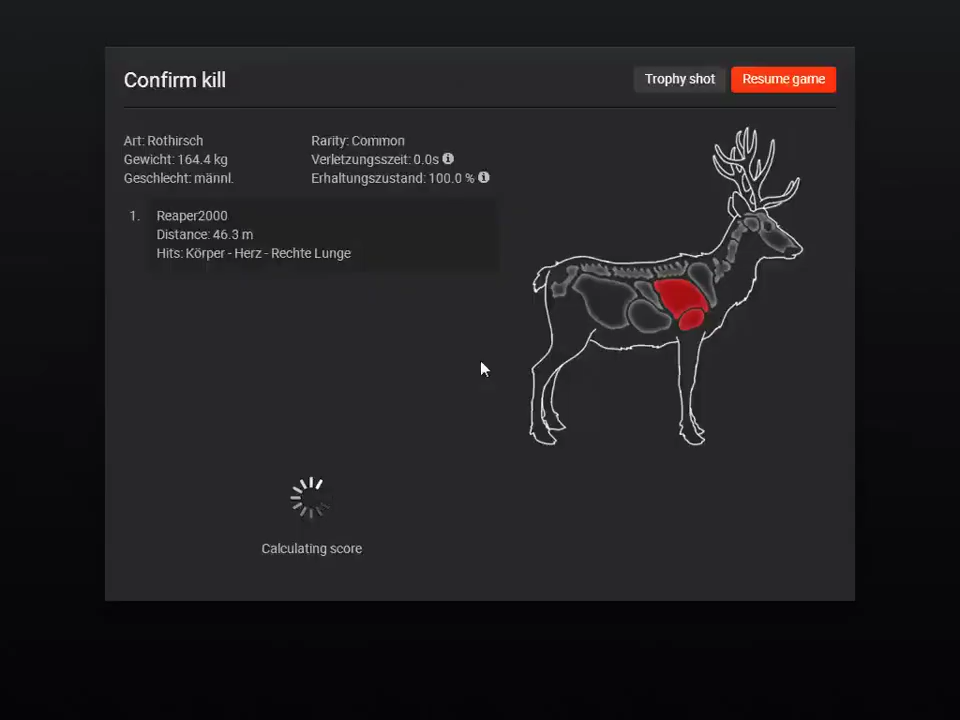 Confirm kill
Trophy shot
Resume game
Art: Rothirsch
Rarity: Common
Gewicht: 164.4 kg
Verletzungsszeit: 0.0s
Geschlecht: männl.
Erhaltungszustand: 100.0 %
1. Reaper2000
Distance: 46.3 m
Hits: Körper - Herz - Rechte Lunge
Calculating score